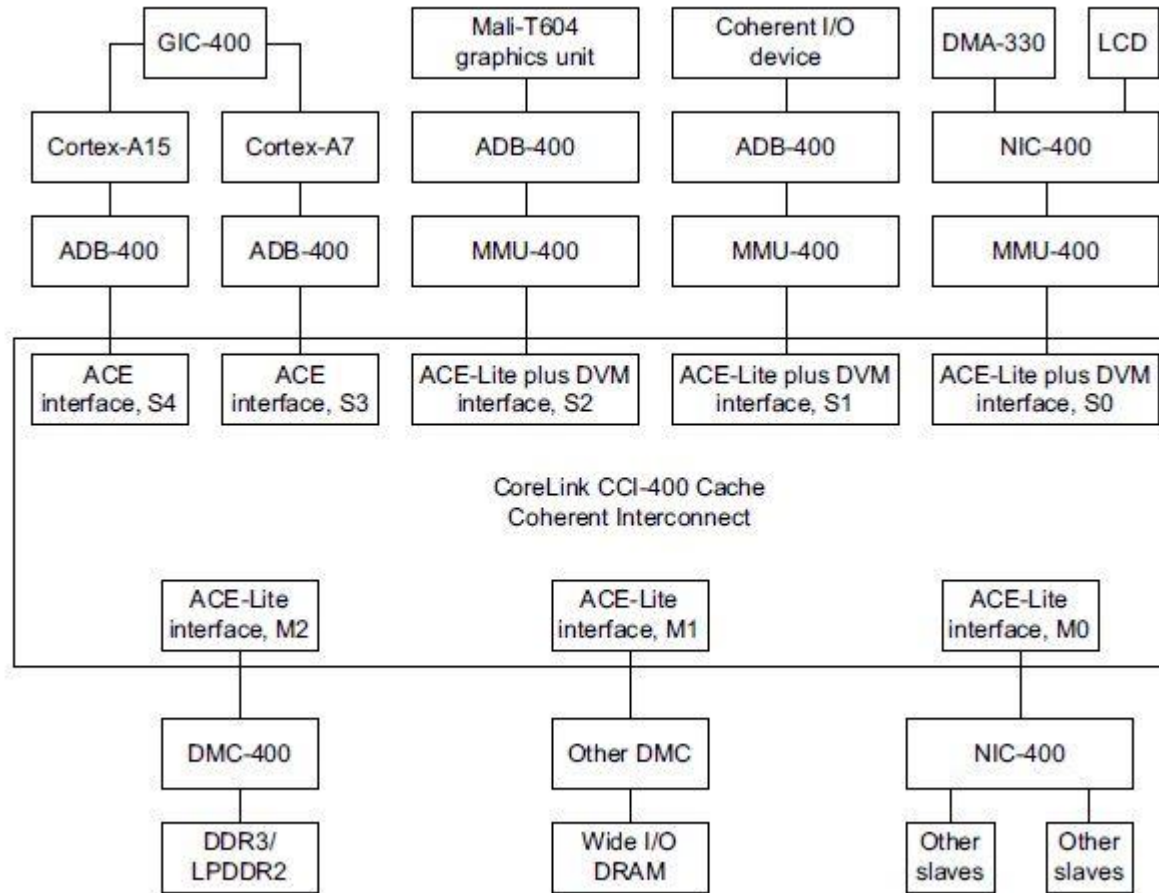 GIC-400
Mali-T604
graphics unit
Coherent I/O
device
DMA-330
LCD
Cortex-A15
Cortex-A7
ADB-400
ADB-400
NIC-400
ADB-400
ADB-400
MMU-400
MMU-400
MMU-400
ACE
interface, S4
ACE
interface, S3
ACE-Lite plus DVM
interface, S2
ACE-Lite plus DVM
interface, S1
ACE-Lite plus DVM
interface, S0
CoreLink CCI-400 Cache
Coherent Interconnect
ACE-Lite
interface, M2
ACE-Lite
interface, M1
ACE-Lite
interface, M0
DMC-400
Other DMC
NIC-400
DDR3/
LPDDR2
Wide I/O
DRAM
Other
slaves
Other
slaves